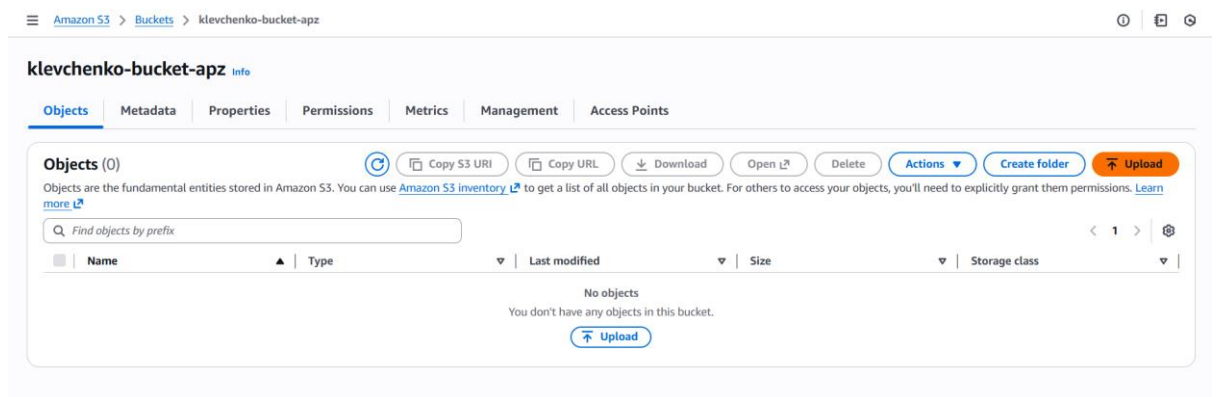 Amazon S3 > Buckets > klevchenko-bucket-apz
klevchenko-bucket-apz Info
Objects Metadata Properties Permissions Metrics Management Access Points
Objects (0) Copy S3 URI Copy URL Download Open Delete Actions Create folder Upload
Objects are the fundamental entities stored in Amazon S3. You can use Amazon S3 inventory to get a list of all objects in your bucket. For others to access your objects, you'll need to explicitly grant them permissions. Learn
more
Find objects by prefix < 1 >
Name Type Last modified Size Storage class
No objects
You don't have any objects in this bucket.
Upload